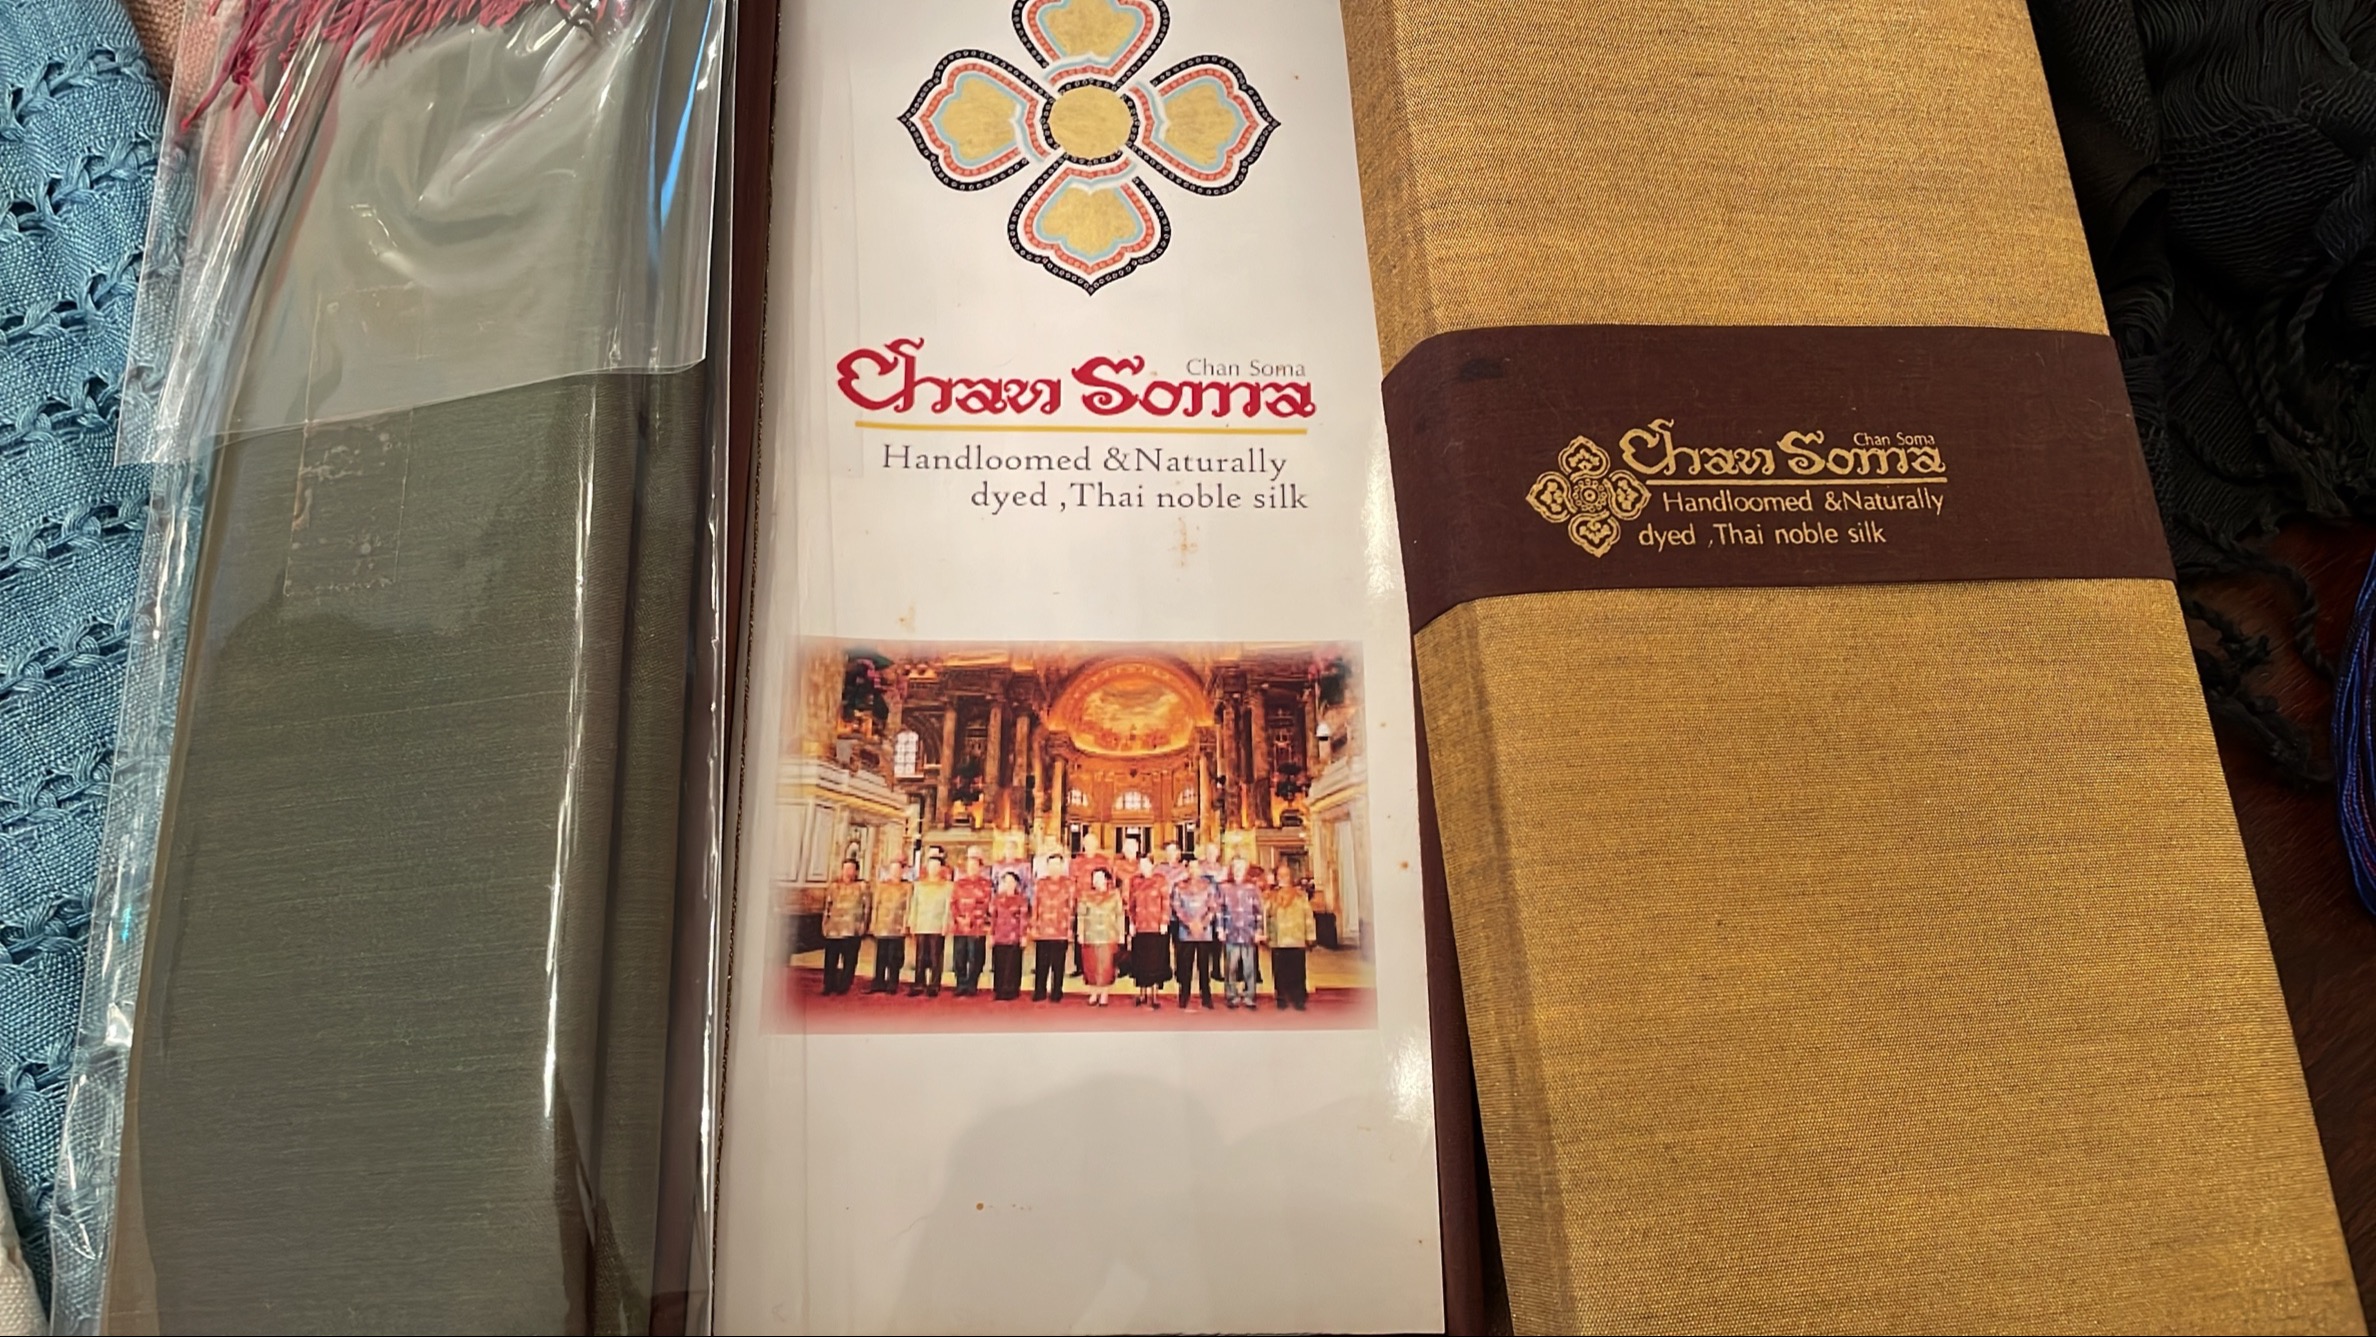 Chan Soma
Chan Soma
Handloomed &Naturally
dyed ,Thai noble silk
Chan Soma
Chan Soma
Handloomed &Naturally
dyed ,Thai noble silk